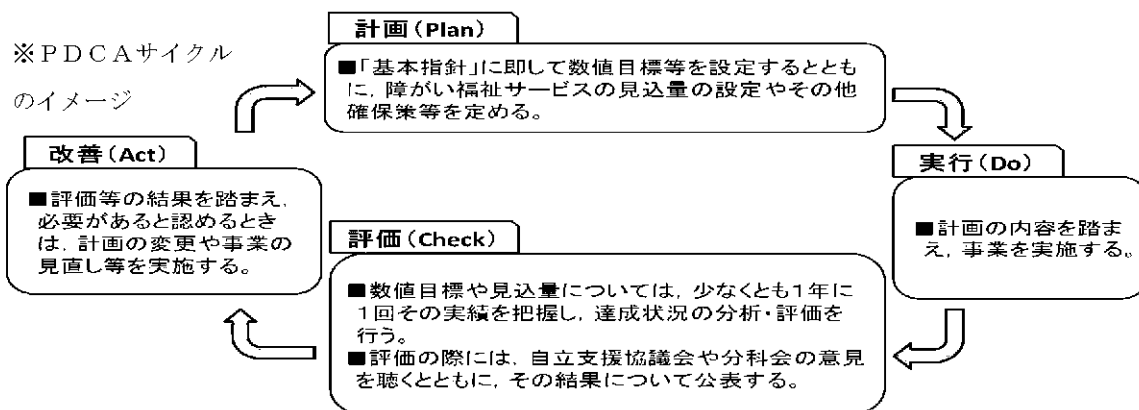 ※ＰＤＣＡサイクル
のイメージ
計画（Plan）
■「基本指針」に即して数値目標等を設定するととも
に，障がい福祉サービスの見込量の設定やその他
確保策等を定める。
実行（Do）
■計画の内容を踏ま
え，事業を実施する。
評価（Check）
■数値目標や見込量については，少なくとも１年に
１回その実績を把握し，達成状況の分析・評価を
行う。
■評価の際には，自立支援協議会や分科会の意見
を聴くとともに，その結果について公表する。
改善（Act）
■評価等の結果を踏まえ，
必要があると認めるとき
は，計画の変更や事業の
見直し等を実施する。